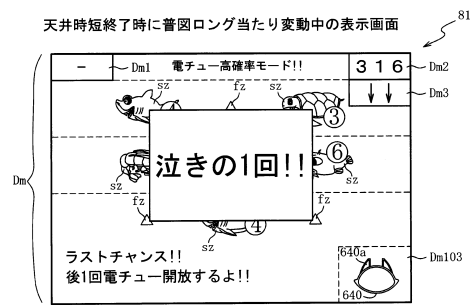 天井時短終了時に普図ロング当たり変動中の表示画面
81
－ Dm1 電チュー高確率モード!! 316 Dm2
sz fz sz ↓↓ Dm3
③
Dm 泣きの1回!! ⑥
sz sz
fz fz
sz ④
ラストチャンス!!
後1回電チュー開放するよ!!
640a Dm103
640